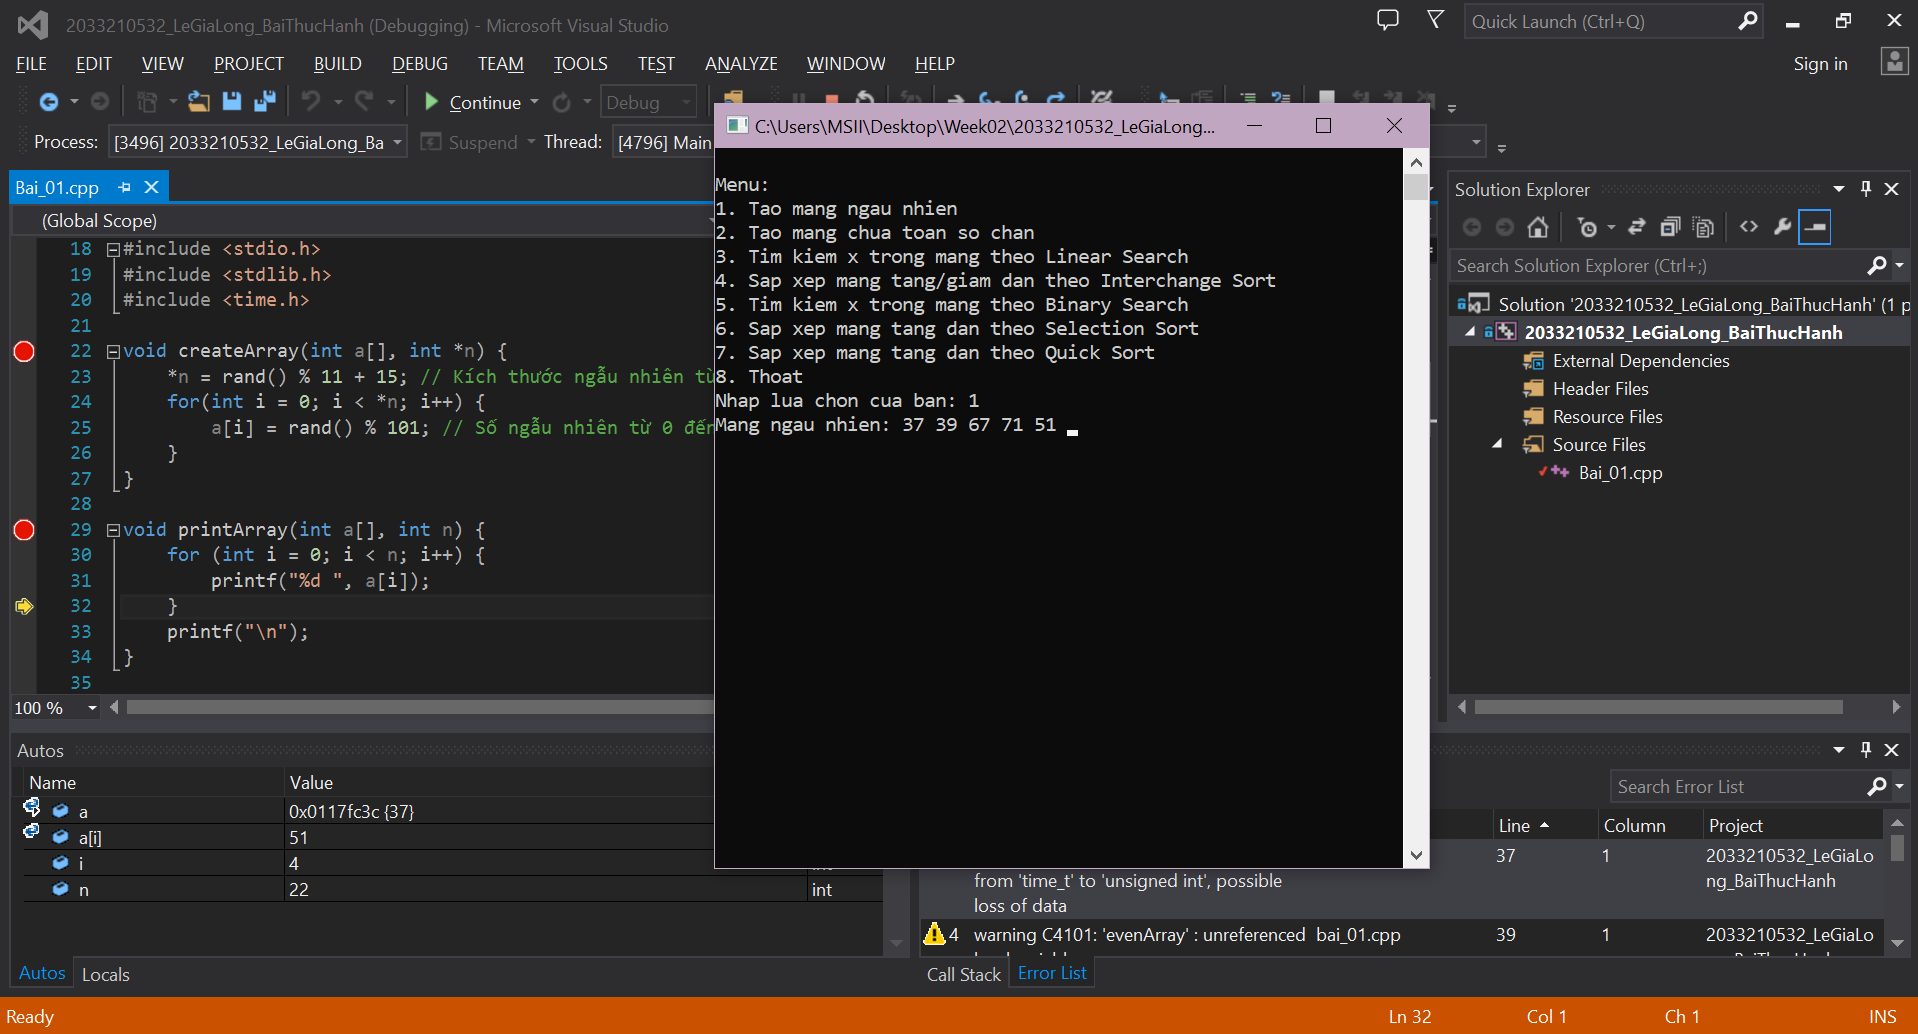 2033210532_LeGiaLong_BaiThucHanh (Debugging) - Microsoft Visual Studio
Quick Launch (Ctrl+Q)
FILE EDIT VIEW PROJECT BUILD DEBUG TEAM TOOLS TEST ANALYZE WINDOW HELP
Sign in
Continue Debug
Process: [3496] 2033210532_LeGiaLong_Ba Suspend Thread: [4796] Main
Bai_01.cpp
(Global Scope)
18 #include <stdio.h>
19 #include <stdlib.h>
20 #include <time.h>
21
22 void createArray(int a[], int *n) {
23 *n = rand() % 11 + 15; // Kích thước ngẫu nhiên từ
24 for(int i = 0; i < *n; i++) {
25 a[i] = rand() % 101; // Số ngẫu nhiên từ 0 đến
26 }
27 }
28
29 void printArray(int a[], int n) {
30 for (int i = 0; i < n; i++) {
31 printf("%d ", a[i]);
32 }
33 printf("\n");
34 }
35
100 %
C:\Users\MSII\Desktop\Week02\2033210532_LeGiaLong...
Menu:
1. Tao mang ngau nhien
2. Tao mang chua toan so chan
3. Tim kiem x trong mang theo Linear Search
4. Sap xep mang tang/giam dan theo Interchange Sort
5. Tim kiem x trong mang theo Binary Search
6. Sap xep mang tang dan theo Selection Sort
7. Sap xep mang tang dan theo Quick Sort
8. Thoat
Nhap lua chon cua ban: 1
Mang ngau nhien: 37 39 67 71 51
Solution Explorer
Search Solution Explorer (Ctrl+;)
Solution '2033210532_LeGiaLong_BaiThucHanh' (1 p
2033210532_LeGiaLong_BaiThucHanh
External Dependencies
Header Files
Resource Files
Source Files
Bai_01.cpp
Autos
Name Value
a 0x0117fc3c {37}
a[i] 51
i 4
n 22 int
Autos Locals
Search Error List
Line Column Project
37 1 2033210532_LeGiaLo
ng_BaiThucHanh
from 'time_t' to 'unsigned int', possible
loss of data
4 warning C4101: 'evenArray' : unreferenced bai_01.cpp 39 1 2033210532_LeGiaLo
Call Stack Error List
Ready Ln 32 Col 1 Ch 1 INS